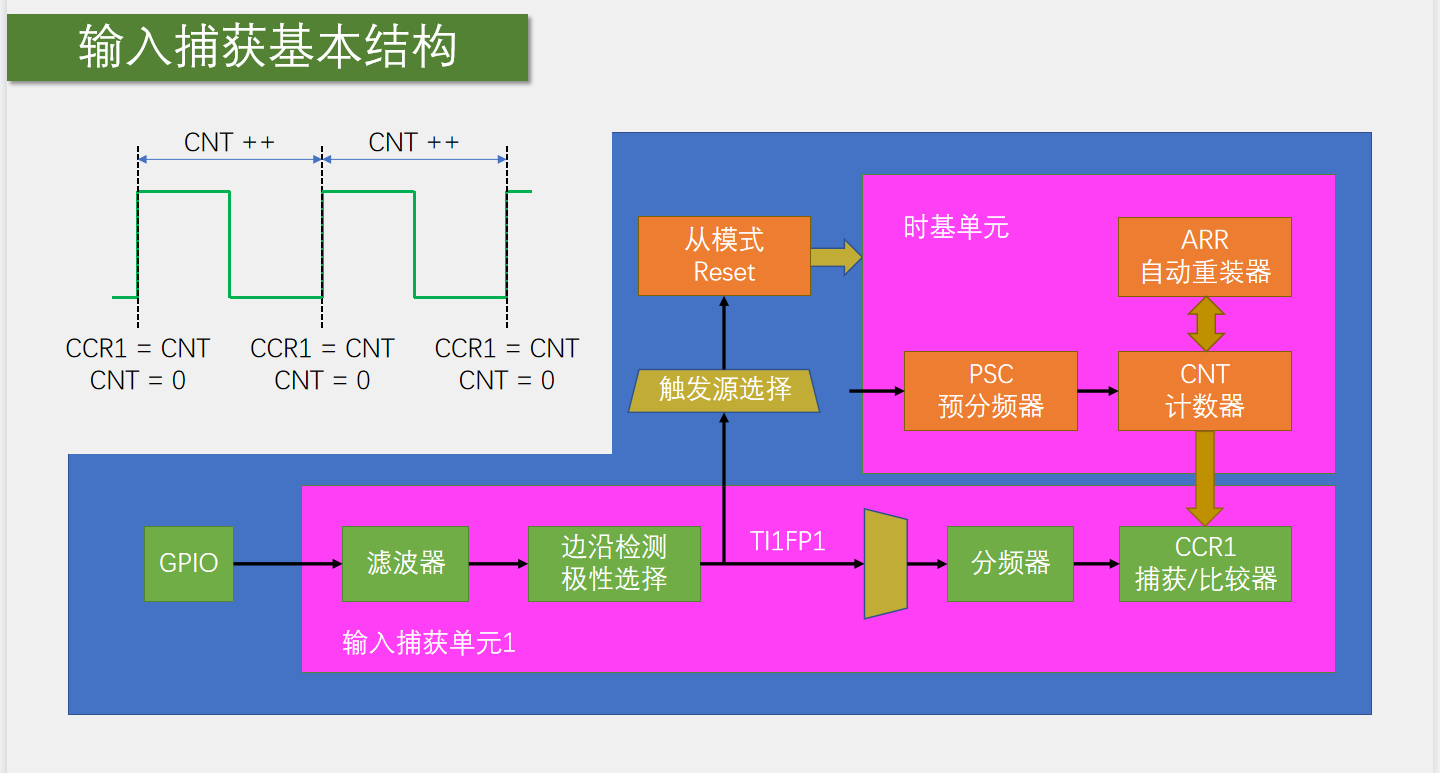 输入捕获基本结构
CNT ++
CNT ++
CCR1 = CNT
CNT = 0
CCR1 = CNT
CNT = 0
CCR1 = CNT
CNT = 0
从模式
Reset
时基单元
ARR
自动重装器
触发源选择
PSC
预分频器
CNT
计数器
GPIO
滤波器
边沿检测
极性选择
TI1FP1
分频器
CCR1
捕获/比较器
输入捕获单元1